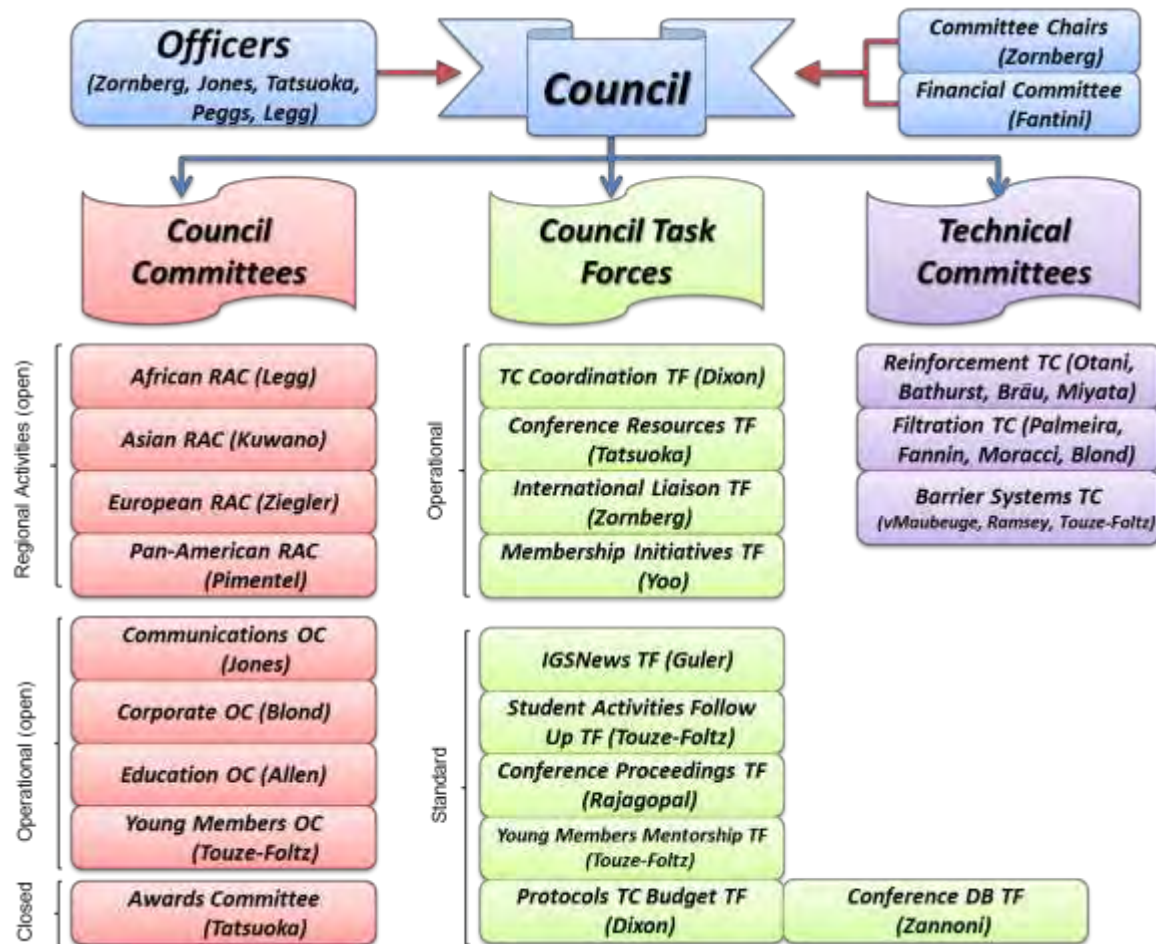 Officers
(Zornberg, Jones, Tatsuoka,
Peggs, Legg)
Council
Committee Chairs
(Zornberg)
Financial Committee
(Fantini)
Council
Committees
Council Task
Forces
Technical
Committees
Regional Activities (open)
African RAC (Legg)
Asian RAC (Kuwano)
European RAC (Ziegler)
Pan-American RAC
(Pimentel)
Operational (open)
Communications OC
(Jones)
Corporate OC (Blond)
Education OC (Allen)
Young Members OC
(Touze-Foltz)
Closed
Awards Committee
(Tatsuoka)
Operational
TC Coordination TF (Dixon)
Conference Resources TF
(Tatsuoka)
International Liaison TF
(Zornberg)
Membership Initiatives TF
(Yoo)
Standard
IGSNews TF (Guler)
Student Activities Follow
Up TF (Touze-Foltz)
Conference Proceedings TF
(Rajagopal)
Young Members Mentorship TF
(Touze-Foltz)
Protocols TC Budget TF
(Dixon)
Conference DB TF
(Zannoni)
Reinforcement TC (Otani,
Bathurst, Bräu, Miyata)
Filtration TC (Palmeira,
Fannin, Moracci, Blond)
Barrier Systems TC
(vMaubeuge, Ramsey, Touze-Foltz)